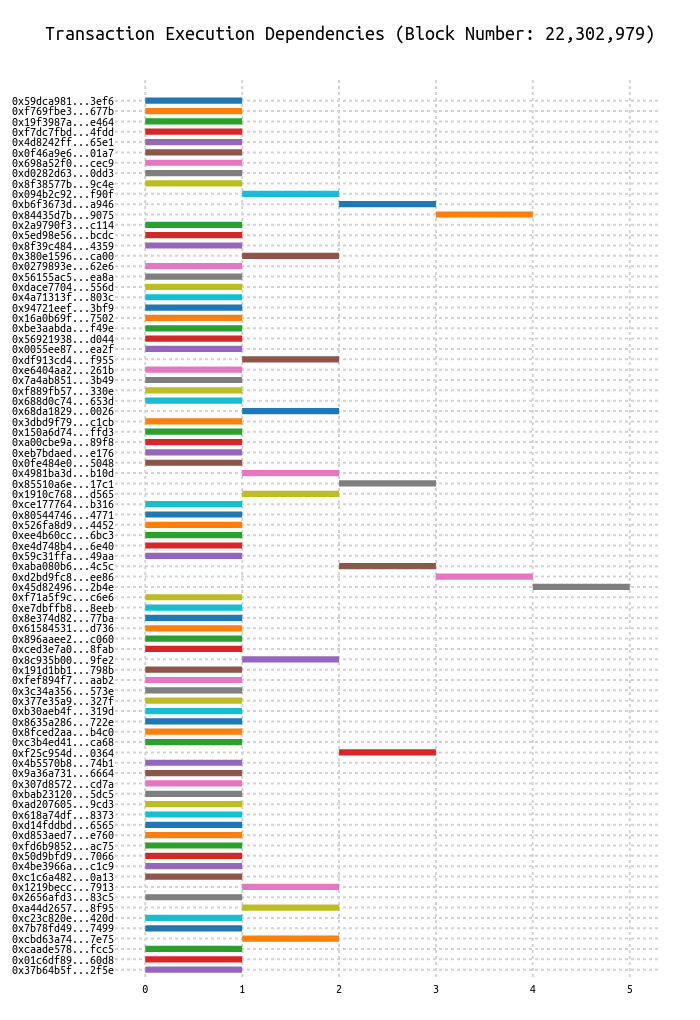 Transaction Execution Dependencies (Block Number: 22,302,979)
0x59dca981...3ef6
0xf769fbe3...677b
0x19f3987a...e464
0xf7dc7fbd...4fdd
0x4d8242ff...65e1
0x0f46a9e6...01a7
0x698a52f0...cec9
0xd0282d63...0dd3
0x8f38577b...9c4e
0x094b2c92...f90f
0xb6f3673d...a946
0x84435d7b...9075
0x2a9790f3...c114
0x5ed98e56...bcdc
0x8f39c484...4359
0x380e1596...ca00
0x0279893e...62e6
0x56155ac5...ea8a
0xdace7704...556d
0x4a71313f...803c
0x94721eef...3bf9
0x16a0b69f...7502
0xbe3aabda...f49e
0x56921938...d044
0x0055ee87...ea2f
0xdf913cd4...f955
0xe6404aa2...261b
0x7a4ab851...3b49
0xf889fb57...330e
0x688d0c74...653d
0x68da1829...0026
0x3dbd9f79...c1cb
0x150a6d74...ffd3
0xa00cbe9a...89f8
0xeb7bdaed...e176
0x0fe484e0...5048
0x4981ba3d...b10d
0x85510a6e...17c1
0x1910c768...d565
0xce177764...b316
0x80544746...4771
0x526fa8d9...4452
0xee4b60cc...6bc3
0xe4d748b4...6e40
0x59c31ffa...49aa
0xaba080b6...4c5c
0xd2bd9fc8...ee86
0x45d82496...2b4e
0xf71a5f9c...c6e6
0xe7dbffb8...8eeb
0x8e374d82...77ba
0x61584531...d736
0x896aaee2...c060
0xced3e7a0...8fab
0x8c935b00...9fe2
0x191d1bb1...798b
0xfef894f7...aab2
0x3c34a356...573e
0x377e35a9...327f
0xb30aeb4f...319d
0x8635a286...722e
0x8fced2aa...b4c0
0xc3b4ed41...ca68
0xf25c954d...0364
0x4b5570b8...74b1
0x9a36a731...6664
0x307d8572...cd7a
0xbab23120...5dc5
0xad207605...9cd3
0x618a74df...8373
0xd14fddbd...6565
0xd853aed7...e760
0xfd6b9852...ac75
0x50d9bfd9...7066
0x4be3966a...c1c9
0xc1c6a482...0a13
0x1219becc...7913
0x2656afd3...83c5
0xa44d2657...8f95
0xc23c820e...420d
0x7b78fd49...7499
0xcbd63a74...7e75
0xcaade578...fcc5
0x01c6df89...60d8
0x37b64b5f...2f5e
0 1 2 3 4 5